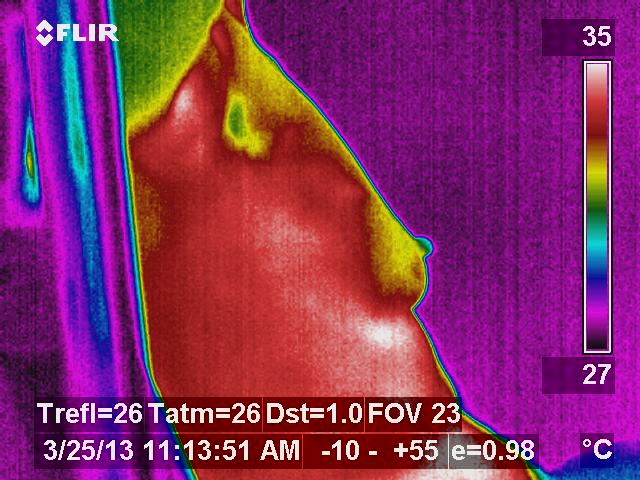 FLIR
35
27
Trefl=26 Tatm=26 Dst=1.0 FOV 23
3/25/13 11:13:51 AM -10 - +55 e=0.98 °C